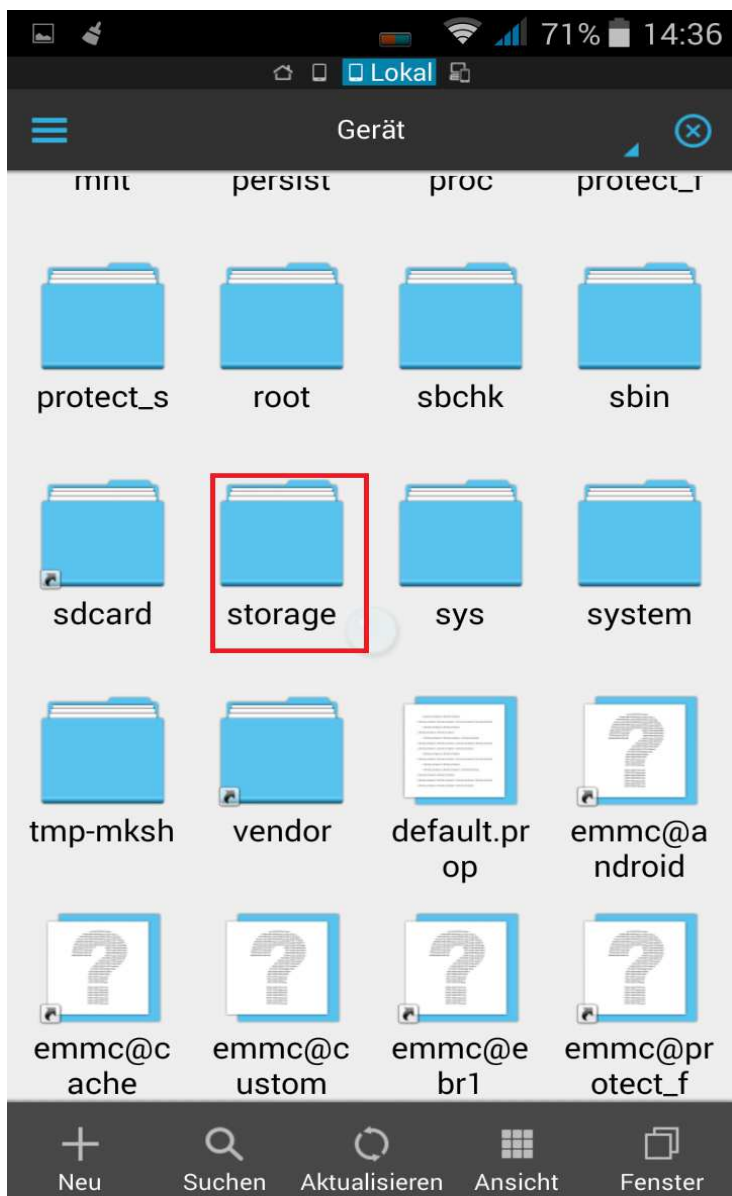 71% 14:36
Lokal
Gerät
mnt persist proc protect_f
protect_s root sbchk sbin
sdcard storage sys system
tmp-mksh vendor default.pr emmc@a
op ndroid
emmc@c emmc@c emmc@e emmc@pr
ache ustom br1 otect_f
Neu Suchen Aktualisieren Ansicht Fenster